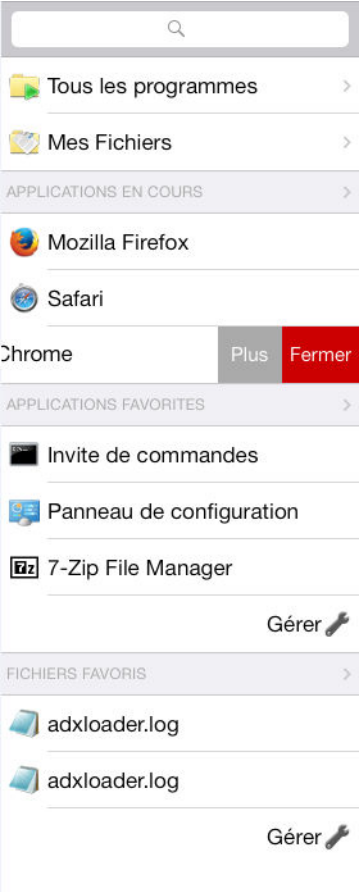 Tous les programmes
Mes Fichiers
APPLICATIONS EN COURS
Mozilla Firefox
Safari
Chrome Plus Fermer
APPLICATIONS FAVORITES
Invite de commandes
Panneau de configuration
7z 7-Zip File Manager
Gérer
FICHIERS FAVORIS
adxloader.log
adxloader.log
Gérer